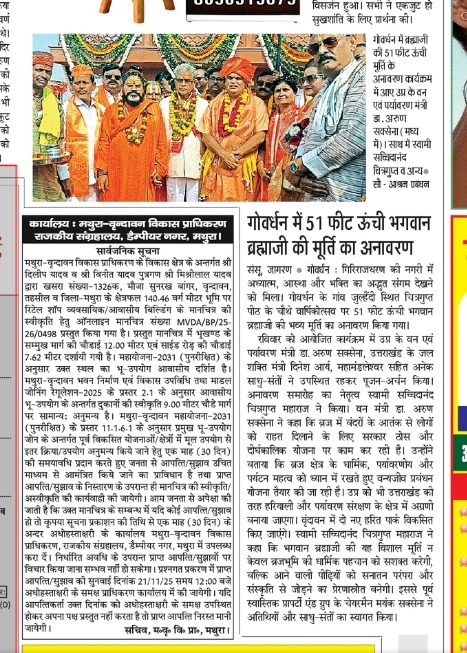 विसर्जन हुआ। सभी ने एकजुट हो
सुखशांति के लिए प्रार्थना की।
गोवर्धन में ब्रह्माजी
की 51 फीट ऊंची
मूर्ति के
अनावरण कार्यक्रम
में आए उप्र के वन
एवं पर्यावरण मंत्री
डा. अरुण
सक्सेना ( मध्य
में)। साथ में स्वामी
सच्चिदानंद
चित्रगुप्त व अन्य ●
सौ - आश्रम प्रबंधन
कार्यालय : मथुरा-वृन्दावन विकास प्राधिकरण
राजकीय संग्रहालय, डैम्पीयर नगर, मथुरा।
सार्वजनिक सूचना
मथुरा-वृन्दावन विकास प्राधिकरण के विकास क्षेत्र के अन्तर्गत श्री
दिलीप यादव व श्री विनीत यादव पुत्रगण श्री मिश्रीलाल यादव
द्वारा खसरा संख्या-1326क, मौजा सुनरख बांगर, वृन्दावन,
तहसील व जिला-मथुरा के क्षेत्रफल 140.46 वर्ग मीटर भूमि पर
रिटेल शॉप व्यवसायिक/आवासीय बिल्डिंग के मानचित्र की
स्वीकृति हेतु ऑनलाइन मानचित्र संख्या MVDA/BP/25-
26/0498 प्रस्तुत किया गया है। प्रस्तुत मानचित्र में भूखण्ड के
सम्मुख मार्ग की चौडाई 12.00 मीटर एवं साईड रोड की चौडाई
7.62 मीटर दर्शायी गयी है। महायोजना-2031 (पुनरीक्षित) के
अनुसार उक्त स्थल का भू-उपयोग आवासीय दर्शित है।
मथुरा-वृन्दावन भवन निर्माण एवं विकास उपविधि तथा माडल
जोनिंग रेगूलेशन-2025 के प्रस्तर 2.1 के अनुसार आवासीय
भू-उपयोग के अन्तर्गत दुकानों की स्वीकृति 9.00 मीटर चौडे मार्ग
पर सामान्य: अनुमन्य है। मथुरा-वृन्दावन महायोजना-2031
(पुनरीक्षित) के प्रस्तर 11-1.6.1 के अनुसार प्रमुख भू-उपयोग
जोन के अन्तर्गत पूर्व विकसित योजनाओं/क्षेत्रों में मूल उपयोग से
इतर क्रिया/उपयोग अनुमन्य किये जाने हेतु एक माह (30 दिन)
की समयावधि प्रदान करते हुए जनता से आपत्ति/सुझाव उचित
माध्यम से आमंत्रित किये जाने का प्राविधान है तथा प्राप्त
आपत्ति/सुझाव के निस्तारण के उपरान्त ही मानचित्र की स्वीकृति/
अस्वीकृति की कार्यवाही की जायेगी। आम जनता से अपेक्षा की
जाती है कि उक्त मानचित्र के सम्बन्ध में यदि कोई आपत्ति/सुझाव
हो तो कृपया सूचना प्रकाशन की तिथि से एक माह (30 दिन) के
अन्दर अधोहस्ताक्षरी के कार्यालय मथुरा-वृन्दावन विकास
प्राधिकरण, राजकीय संग्रहालय, डैम्पीयर नगर, मथुरा में उपलब्ध
करा दें। निर्धारित अवधि के उपरान्त प्राप्त आपत्ति/सुझावों पर
विचार किया जाना सम्भव नहीं हो सकेगा। प्रश्नगत प्रकरण में प्राप्त
आपत्ति/सुझाव की सुनवाई दिनांक 21/11/25 समय 12:00 बजे
अधोहस्ताक्षरी के समक्ष प्राधिकरण कार्यालय में की जायेगी। यदि
आपत्तिकर्ता उक्त दिनांक को अधोहस्ताक्षरी के समक्ष उपस्थित
होकर अपना पक्ष प्रस्तुत नहीं करता है तो प्राप्त आपत्ति निरस्त मानी
जायेगी।
सचिव, म०वृ० वि० प्रा०, मथुरा।
गोवर्धन में 51 फीट ऊंची भगवान
ब्रह्माजी की मूर्ति का अनावरण
संसू, जागरण ● गोवर्धन : गिरिराजधरण की नगरी में
अध्यात्म, आस्था और भक्ति का अद्भुत संगम देखने
को मिला। गोवर्धन के गांव जुल्हैंदी स्थित चित्रगुप्त
पीठ के चौथे वार्षिकोत्सव पर 51 फीट ऊंची भगवान
ब्रह्माजी की भव्य मूर्ति का अनावरण किया गया।
रविवार को आयोजित कार्यक्रम में उप्र के वन एवं
पर्यावरण मंत्री डा. अरुण सक्सेना, उत्तराखंड के जल
शक्ति मंत्री दिनेश आर्य, महामंडलेश्वर सहित अनेक
साधु-संतों ने उपस्थित रहकर पूजन-अर्चन किया।
अनावरण समारोह का नेतृत्व स्वामी सच्चिदानंद
चित्रगुप्त महाराज ने किया। वन मंत्री डा. अरुण
सक्सेना ने कहा कि ब्रज में बंदरों के आतंक से लोगों
को राहत दिलाने के लिए सरकार ठोस और
दीर्घकालिक योजना पर काम कर रही है। उन्होंने
बताया कि ब्रज क्षेत्र के धार्मिक, पर्यावरणीय और
पर्यटन महत्व को ध्यान में रखते हुए वन्यजीव प्रबंधन
योजना तैयार की जा रही है। उप्र को भी उत्तराखंड की
तरह हरियाली और पर्यावरण संरक्षण के क्षेत्र में अग्रणी
बनाया जाएगा। वृंदावन में दो नए हरित पार्क विकसित
किए जाएंगे। स्वामी सच्चिदानंद चित्रगुप्त महाराज ने
कहा कि भगवान ब्रह्माजी की यह विशाल मूर्ति न
केवल ब्रजभूमि की धार्मिक पहचान को सशक्त करेगी,
बल्कि आने वाली पीढ़ियों को सनातन परंपरा और
संस्कृति से जोड़ने का प्रेरणास्रोत बनेगी। इससे पूर्व
स्वास्तिक प्रापर्टी एंड ग्रुप के चेयरमैन मयंक सक्सेना ने
अतिथियों और साधु-संतों का स्वागत किया।